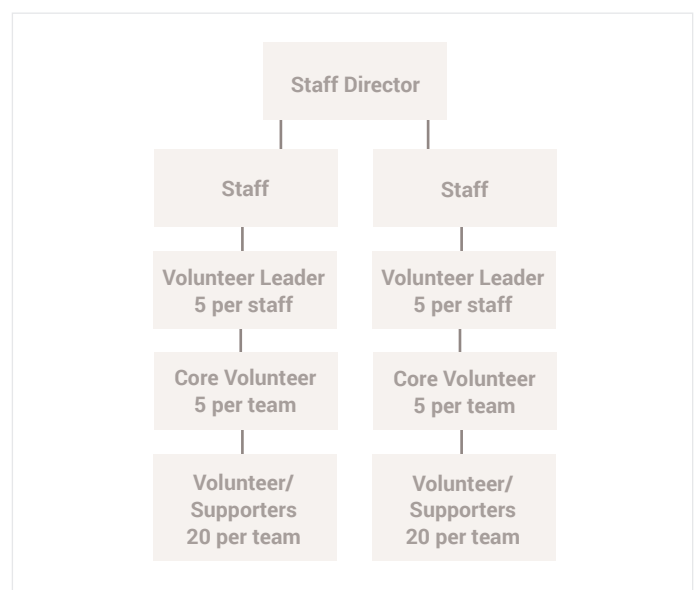 Staff Director
Staff
Staff
Volunteer Leader
5 per staff
Volunteer Leader
5 per staff
Core Volunteer
5 per team
Core Volunteer
5 per team
Volunteer/
Supporters
20 per team
Volunteer/
Supporters
20 per team